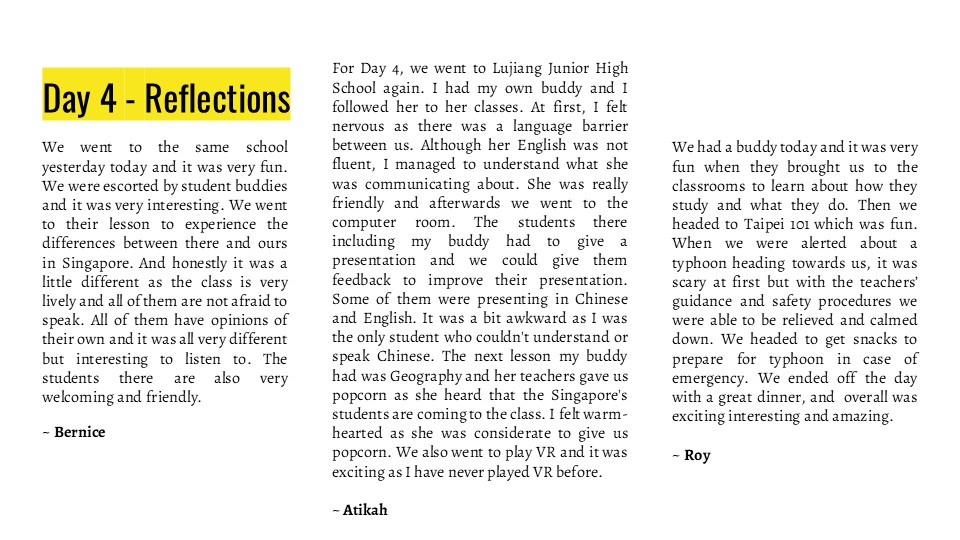 Day 4 - Reflections
We went to the same school
yesterday today and it was very fun.
We were escorted by student buddies
and it was very interesting. We went
to their lesson to experience the
differences between there and ours
in Singapore. And honestly it was a
little different as the class is very
lively and all of them are not afraid to
speak. All of them have opinions of
their own and it was all very different
but interesting to listen to. The
students there are also very
welcoming and friendly.
~ Bernice
For Day 4, we went to Lujiang Junior High
School again. I had my own buddy and I
followed her to her classes. At first, I felt
nervous as there was a language barrier
between us. Although her English was not
fluent, I managed to understand what she
was communicating about. She was really
friendly and afterwards we went to the
computer room. The students there
including my buddy had to give a
presentation and we could give them
feedback to improve their presentation.
Some of them were presenting in Chinese
and English. It was a bit awkward as I was
the only student who couldn't understand or
speak Chinese. The next lesson my buddy
had was Geography and her teachers gave us
popcorn as she heard that the Singapore's
students are coming to the class. I felt warm-
hearted as she was considerate to give us
popcorn. We also went to play VR and it was
exciting as I have never played VR before.
~ Atikah
We had a buddy today and it was very
fun when they brought us to the
classrooms to learn about how they
study and what they do. Then we
headed to Taipei 101 which was fun.
When we were alerted about a
typhoon heading towards us, it was
scary at first but with the teachers'
guidance and safety procedures we
were able to be relieved and calmed
down. We headed to get snacks to
prepare for typhoon in case of
emergency. We ended off the day
with a great dinner, and overall was
exciting interesting and amazing.
~ Roy